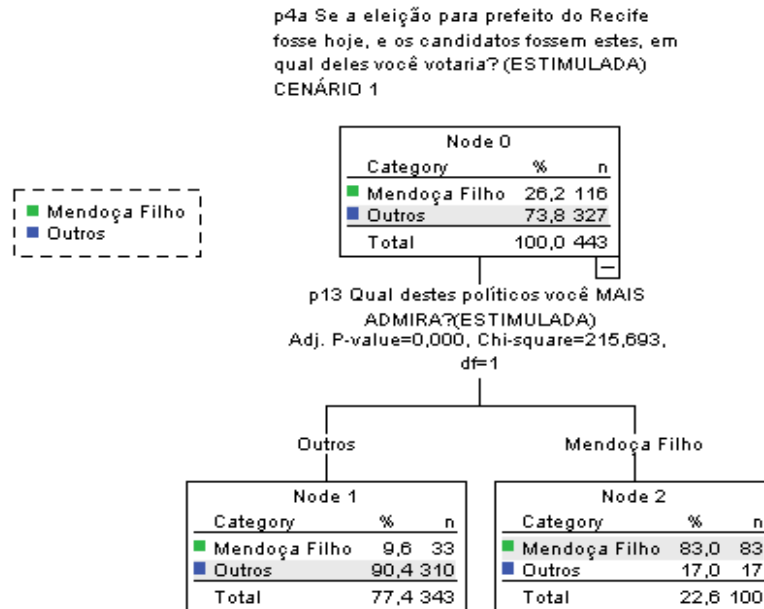 p4a Se a eleição para prefeito do Recife
fosse hoje, e os candidatos fossem estes, em
qual deles você votaria? (ESTIMULADA)
CENÁRIO 1
Mendoça Filho
Outros
Node 0
Category % n
Mendoça Filho 26,2 116
Outros 73,8 327
Total 100,0 443
p13 Qual destes políticos você MAIS
ADMIRA?(ESTIMULADA)
Adj. P-value=0,000, Chi-square=215,693,
df=1
Outros
Mendoça Filho
Node 1
Category % n
Mendoça Filho 9,6 33
Outros 90,4 310
Total 77,4 343
Node 2
Category % n
Mendoça Filho 83,0 83
Outros 17,0 17
Total 22,6 100